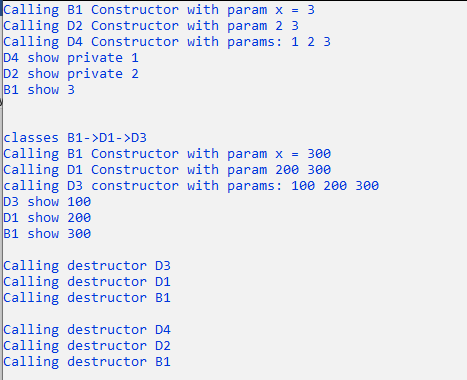 Calling B1 Constructor with param x = 3
Calling D2 Constructor with param 2 3
Calling D4 Constructor with params: 1 2 3
D4 show private 1
D2 show private 2
B1 show 3
classes B1->D1->D3
Calling B1 Constructor with param x = 300
Calling D1 Constructor with param 200 300
calling D3 constructor with params: 100 200 300
D3 show 100
D1 show 200
B1 show 300
Calling destructor D3
Calling destructor D1
Calling destructor B1
Calling destructor D4
Calling destructor D2
Calling destructor B1